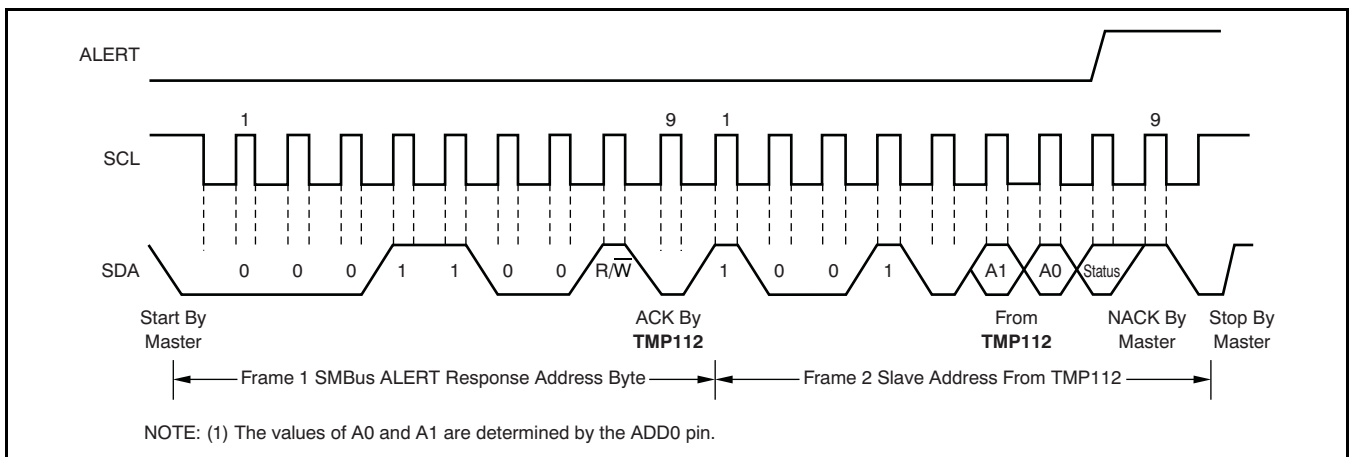 ALERT
1 9 1 9
SCL
SDA 0 0 0 1 1 0 0 R/W 1 0 0 1 A1 A0 Status
Start By ACK By From NACK By Stop By
Master TMP112 TMP112 Master Master
Frame 1 SMBus ALERT Response Address Byte Frame 2 Slave Address From TMP112
NOTE: (1) The values of A0 and A1 are determined by the ADD0 pin.